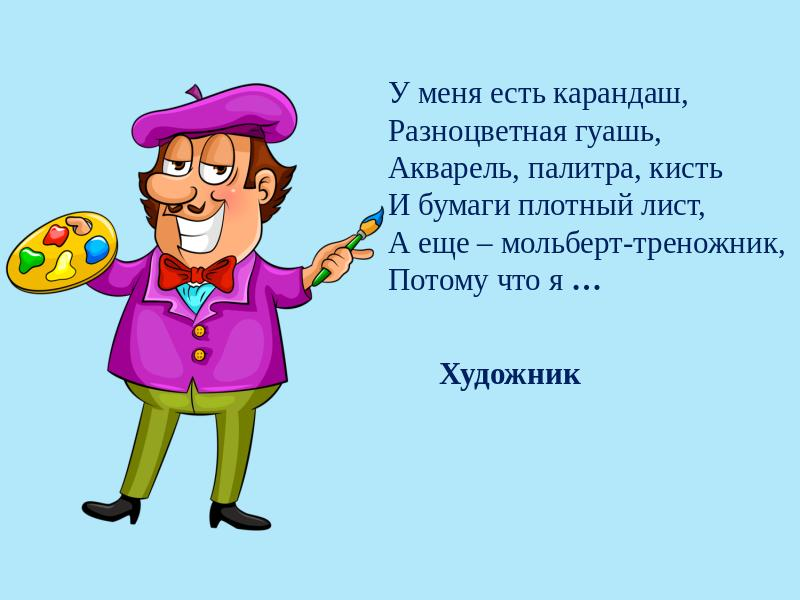 У меня есть карандаш,
Разноцветная гуашь,
Акварель, палитра, кисть
И бумаги плотный лист,
А еще – мольберт-треножник,
Потому что я …
Художник